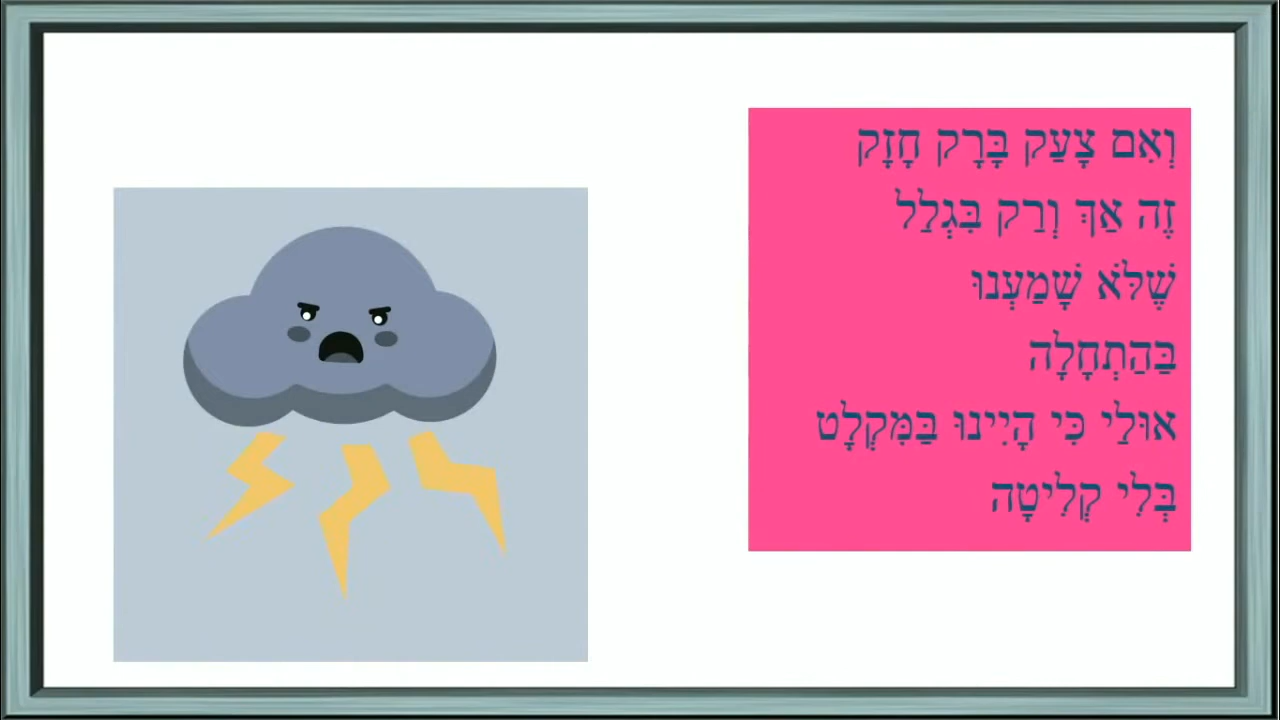 וְאִם צָעַק בָּרָק חָזָק
זֶה אַךְ וְרַק בִּגְלַל
שֶׁלֹּא שָׁמַעְנוּ
בַּהַתְחָלָה
אוּלַי כִּי הָיִינוּ בַּמִּקְלָט
בְּלִי קְלִיטָה